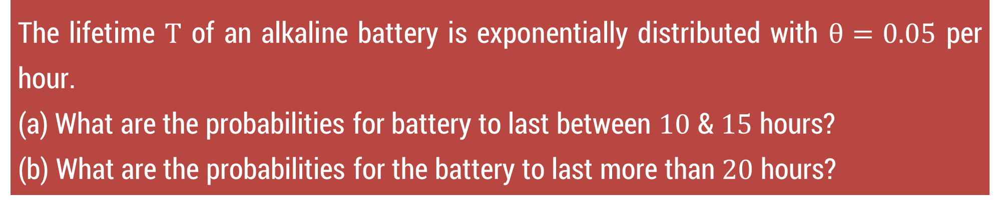 The lifetime T of an alkaline battery is exponentially distributed with θ = 0.05 per
hour.
(a) What are the probabilities for battery to last between 10 & 15 hours?
(b) What are the probabilities for the battery to last more than 20 hours?